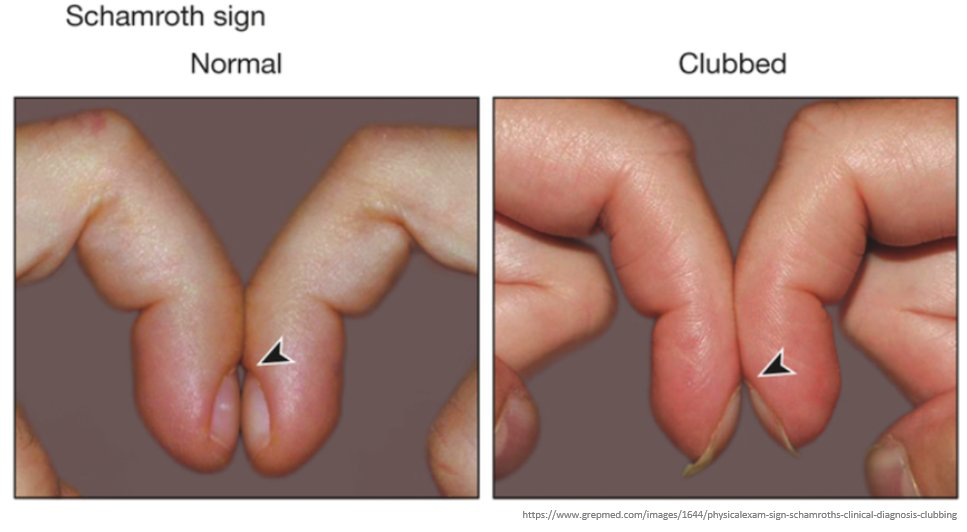 Schamroth sign
Normal
Clubbed
https://www.grepmed.com/images/1644/physicalexam-sign-schamroths-clinical-diagnosis-clubbing